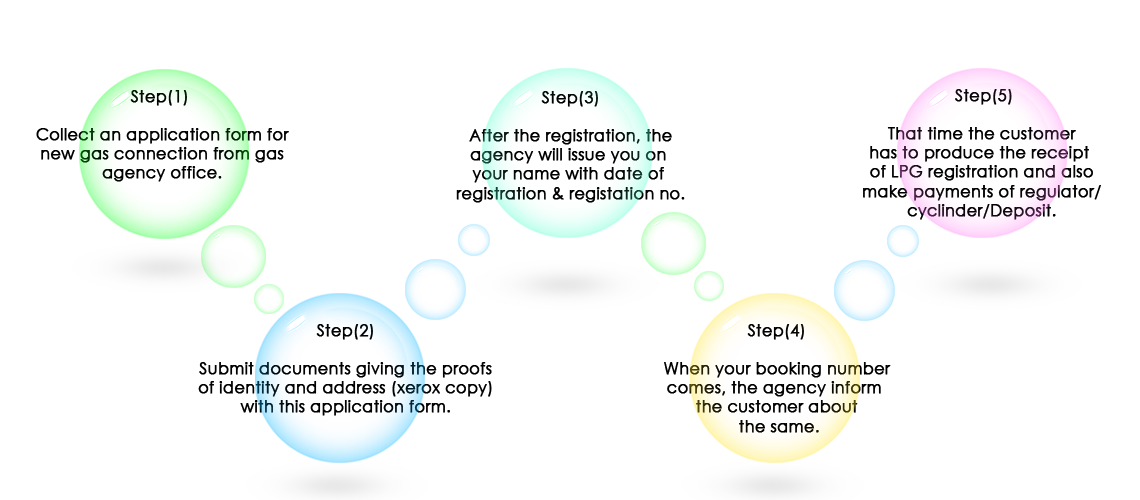 Step(1)
Collect an application form for
new gas connection from gas
agency office.
Step(2)
Submit documents giving the proofs
of identity and address (xerox copy)
with this application form.
Step(3)
After the registration, the
agency will issue you on
your name with date of
registration & registation no.
Step(4)
When your booking number
comes, the agency inform
the customer about
the same.
Step(5)
That time the customer
has to produce the receipt
of LPG registration and also
make payments of regulator/
cyclinder/Deposit.